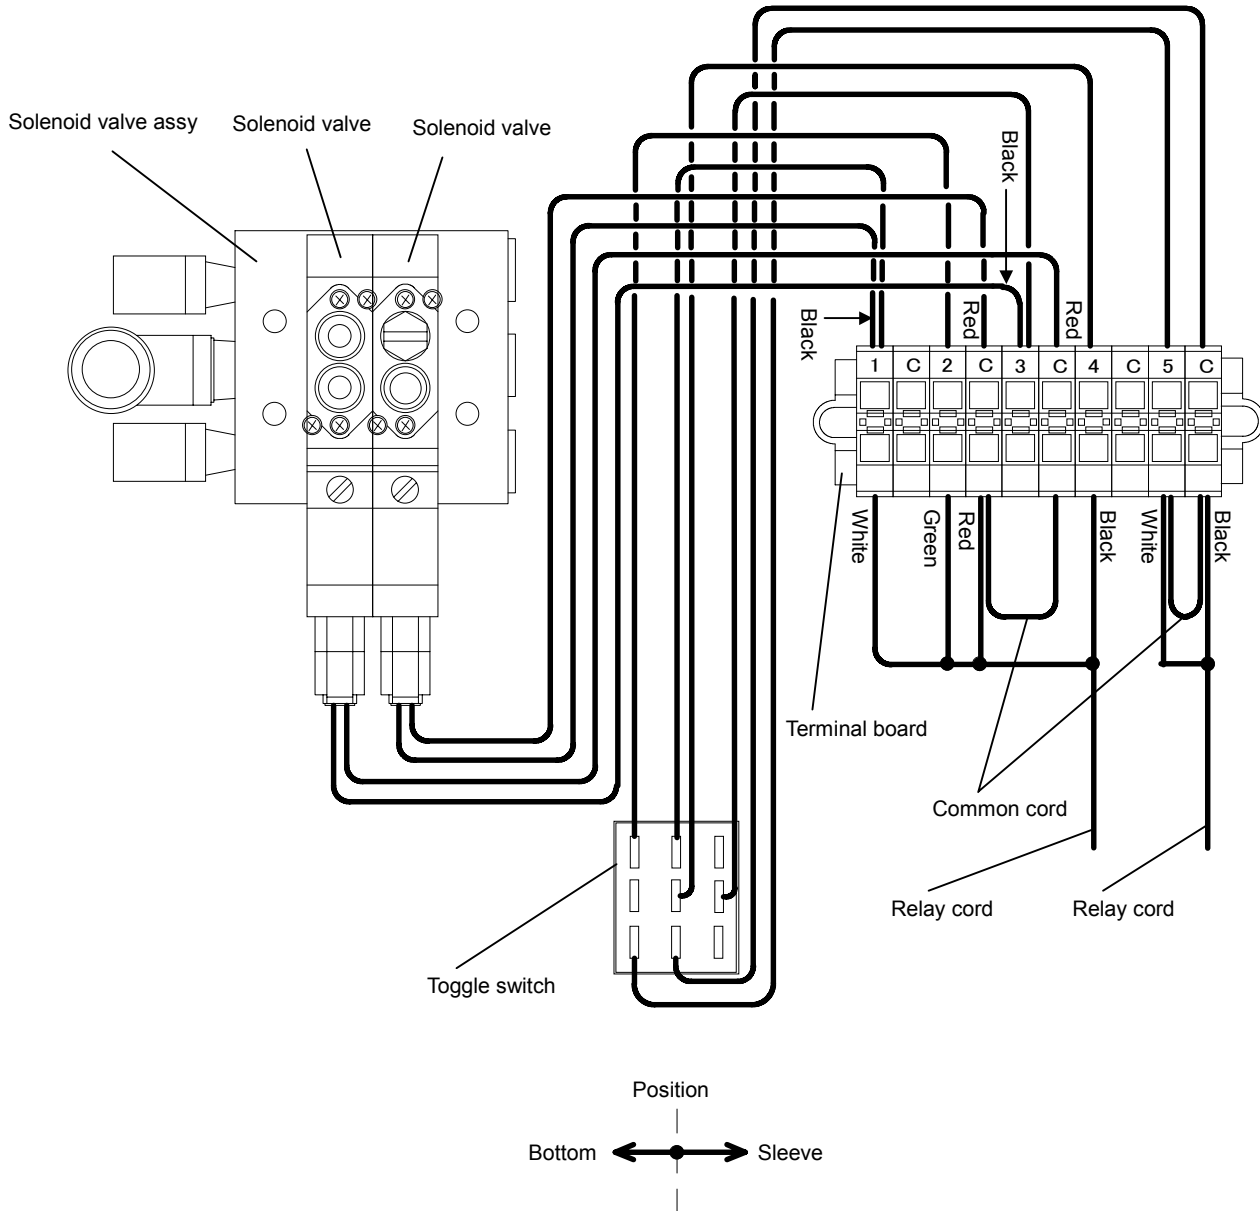 Solenoid valve assy
Solenoid valve
Solenoid valve
Black
Black
Red
Red
1 C 2 C 3 C 4 C 5 C
White
Green
Red
Black
White
Black
Terminal board
Common cord
Relay cord
Relay cord
Toggle switch
Position
Bottom
Sleeve